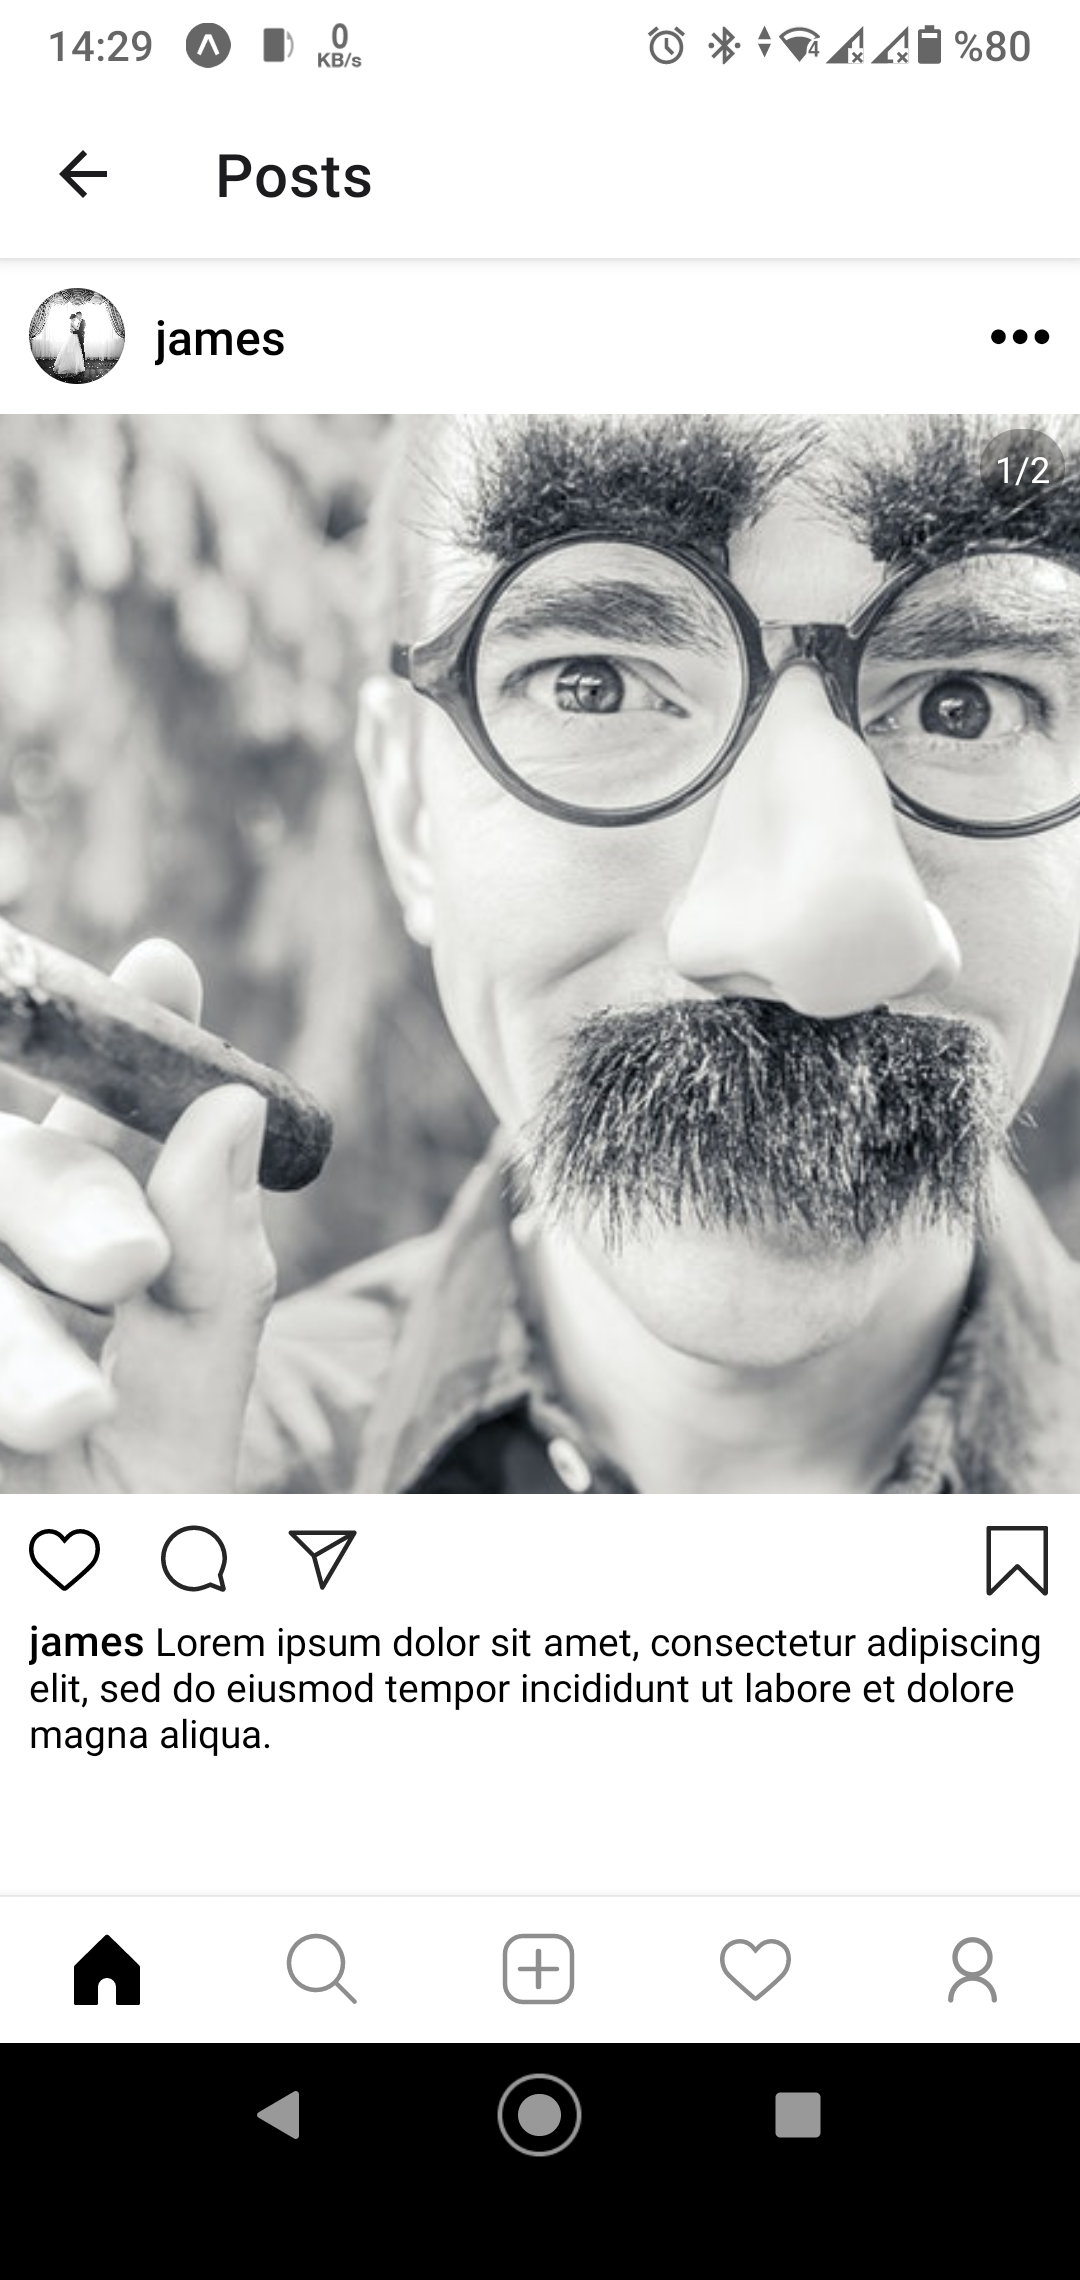 14:29 0 KB/s 4 %80
Posts
james
1/2
james Lorem ipsum dolor sit amet, consectetur adipiscing
elit, sed do eiusmod tempor incididunt ut labore et dolore
magna aliqua.